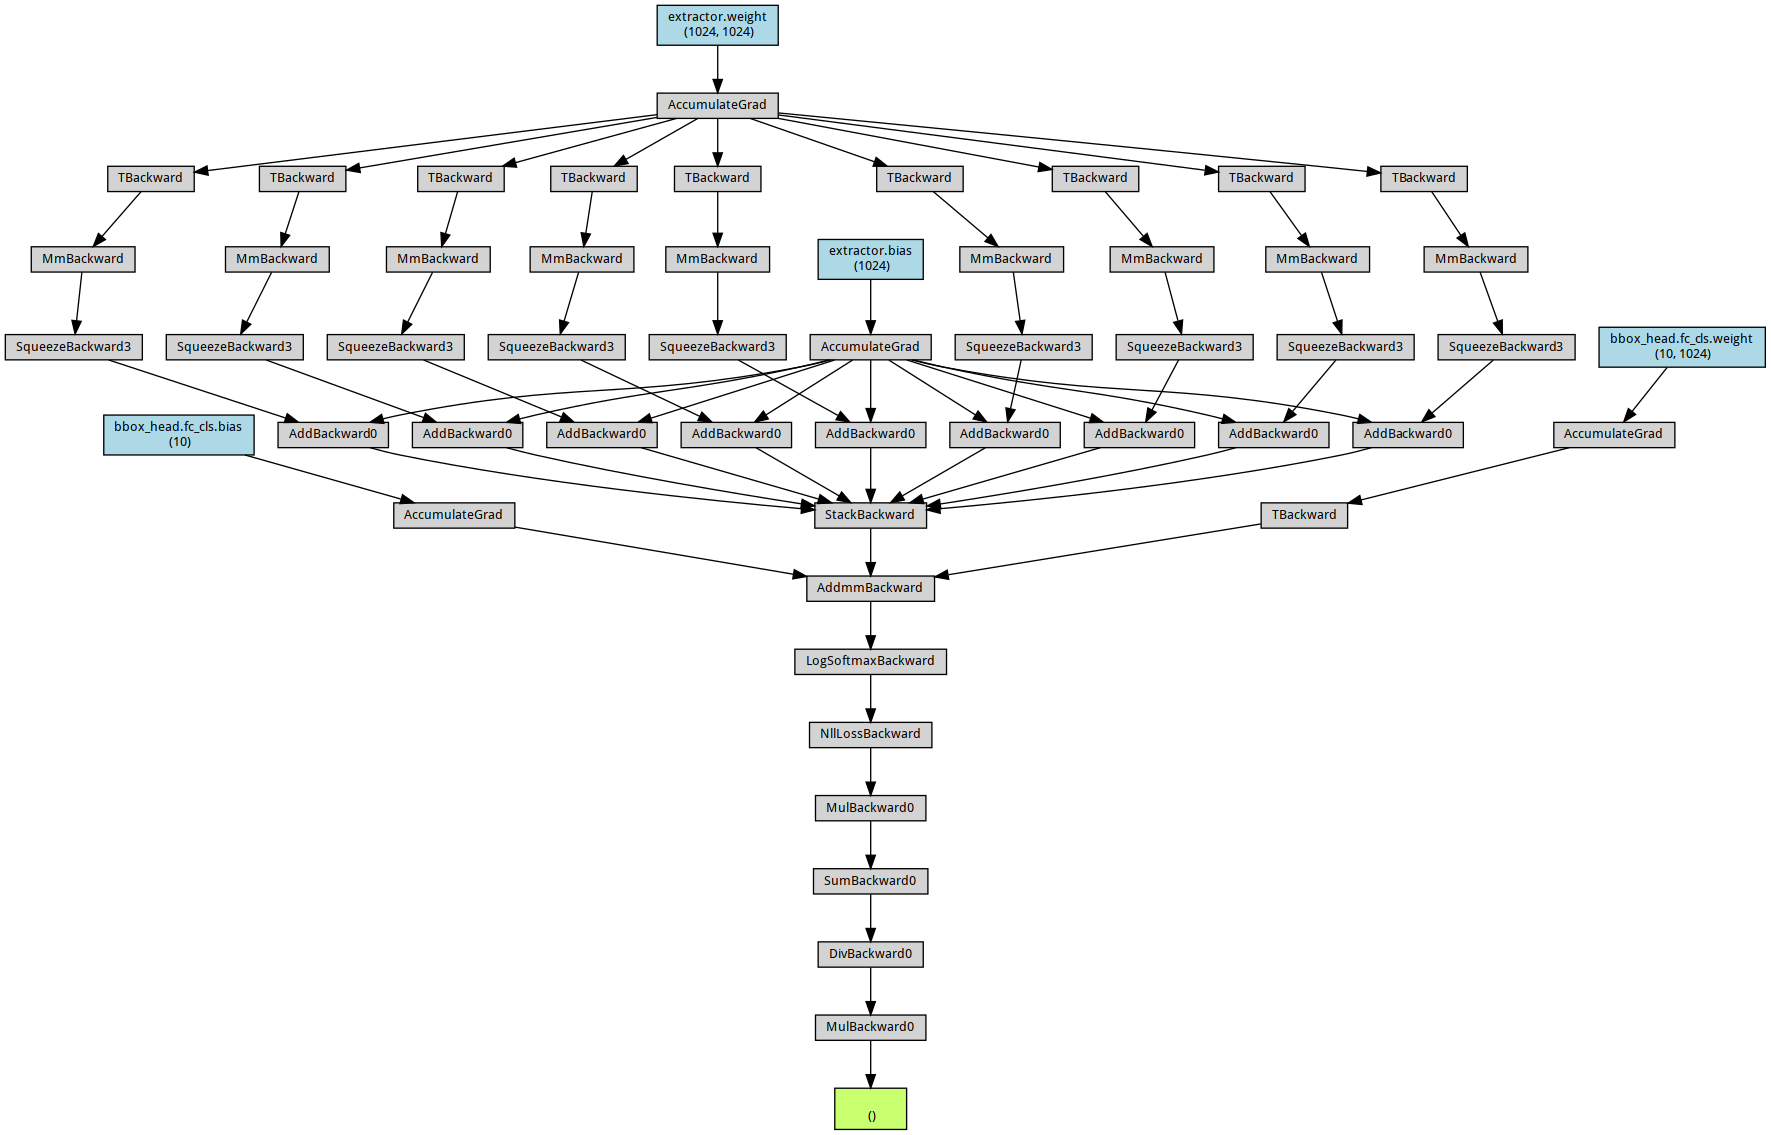 extractor.weight
(1024, 1024)
AccumulateGrad
TBackward
TBackward
TBackward
TBackward
TBackward
TBackward
TBackward
TBackward
TBackward
MmBackward
MmBackward
MmBackward
MmBackward
MmBackward
extractor.bias
(1024)
MmBackward
MmBackward
MmBackward
MmBackward
SqueezeBackward3
SqueezeBackward3
SqueezeBackward3
SqueezeBackward3
SqueezeBackward3
AccumulateGrad
SqueezeBackward3
SqueezeBackward3
SqueezeBackward3
SqueezeBackward3
bbox_head.fc_cls.weight
(10, 1024)
bbox_head.fc_cls.bias
(10)
AddBackward0
AddBackward0
AddBackward0
AddBackward0
AddBackward0
AddBackward0
AddBackward0
AddBackward0
AddBackward0
AccumulateGrad
AccumulateGrad
StackBackward
TBackward
AddmmBackward
LogSoftmaxBackward
NllLossBackward
MulBackward0
SumBackward0
DivBackward0
MulBackward0
()